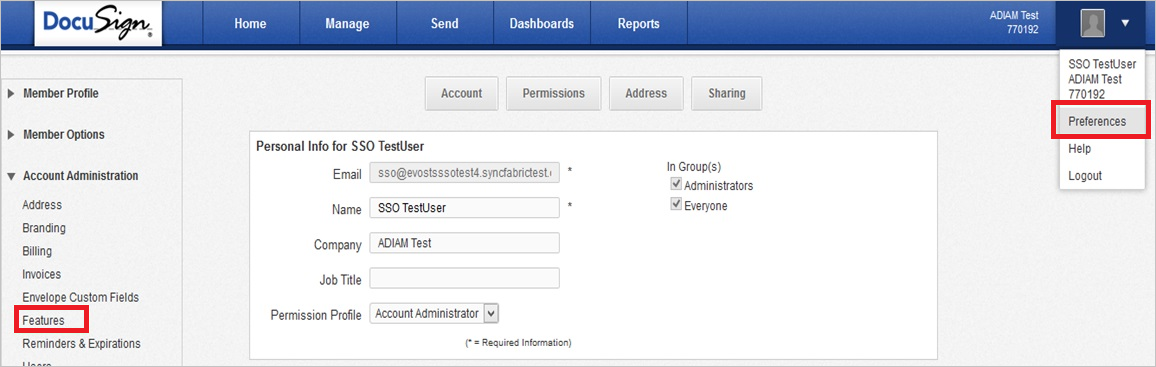 DocuSign®
Home Manage Send Dashboards Reports
ADIAM Test
770192
SSO TestUser
ADIAM Test
770192
Preferences
Help
Logout
Member Profile
Member Options
Account Administration
Address
Branding
Billing
Invoices
Envelope Custom Fields
Features
Reminders & Expirations
Users
Account Permissions Address Sharing
Personal Info for SSO TestUser
Email sso@evostsssotest4.syncfabrictest. *
Name SSO TestUser *
Company ADIAM Test
Job Title
Permission Profile Account Administrator
(* = Required Information)
In Group(s)
Administrators
Everyone